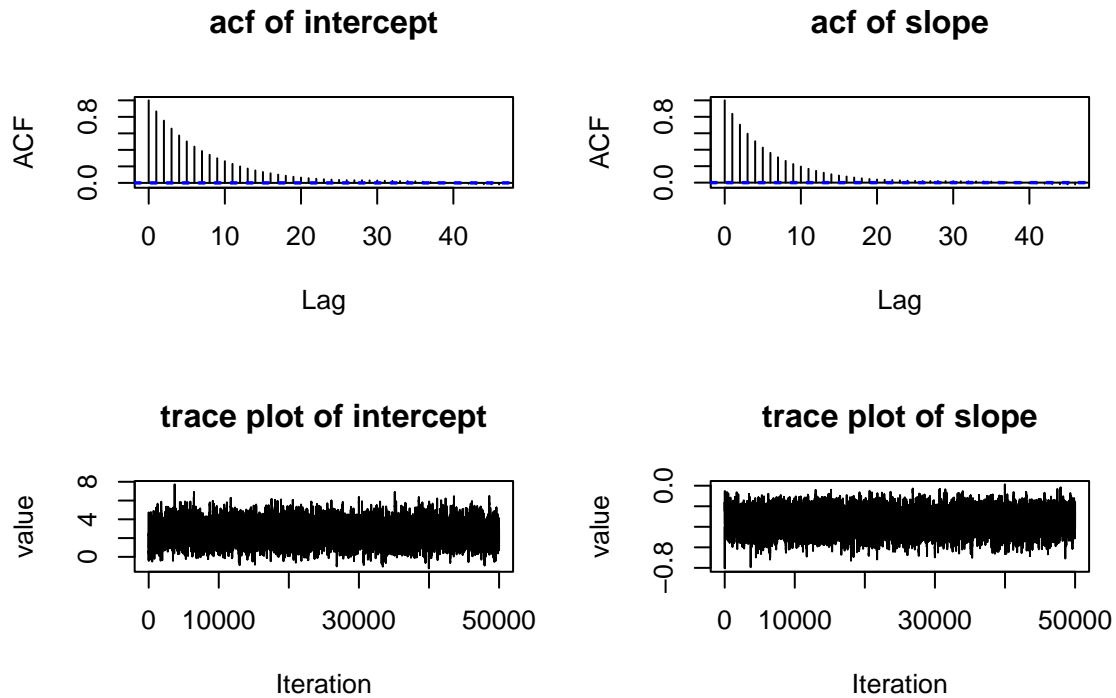 acf of intercept
ACF
0.8
0.0
0 10 20 30 40
Lag
acf of slope
ACF
0.8
0.0
0 10 20 30 40
Lag
trace plot of intercept
value
8
4
0
0 10000 30000 50000
Iteration
trace plot of slope
value
0.0
−0.8
0 10000 30000 50000
Iteration